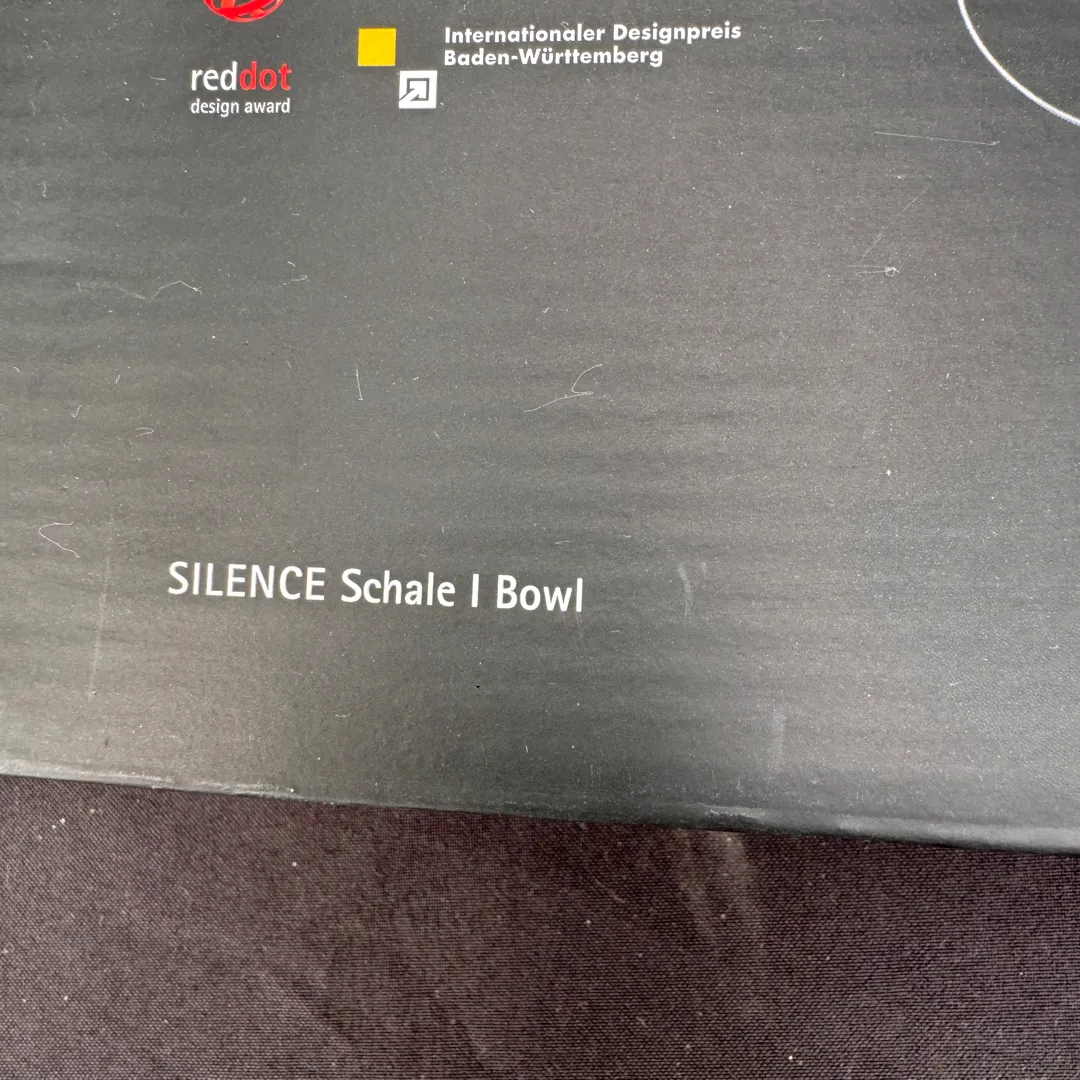 reddot
design award
Internationaler Designpreis
Baden-Württemberg
SILENCE Schale I Bowl